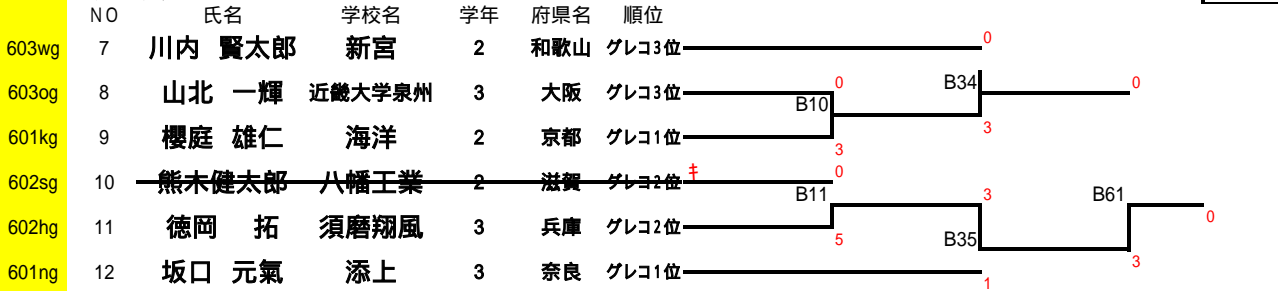 NO 氏名 学校名 学年 府県名 順位
603wg 7 川内 賢太郎 新宮 2 和歌山 グレコ3位 0
603og 8 山北 一輝 近畿大学泉州 3 大阪 グレコ3位 0 B34 0
B10
601kg 9 櫻庭 雄仁 海洋 2 京都 グレコ1位 3 3
602sg 10 熊木健太郎 八幡工業 2 滋賀 グレコ2位 キ 0
B11 3 B61
602hg 11 徳岡 拓 須磨翔風 3 兵庫 グレコ2位 5 B35 0
601ng 12 坂口 元氣 添上 3 奈良 グレコ1位 1 3